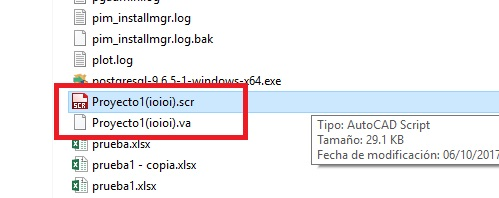 pim_installmgr.log
pim_installmgr.log.bak
plot.log
postgresql-9.6.5-1-windows-x64.exe
SCR Proyecto1(ioioi).scr
Proyecto1(ioioi).va
Tipo: AutoCAD Script
Tamaño: 29.1 KB
Fecha de modificación: 06/10/2017
prueba.xlsx
prueba1 - copia.xlsx
prueba1.xlsx